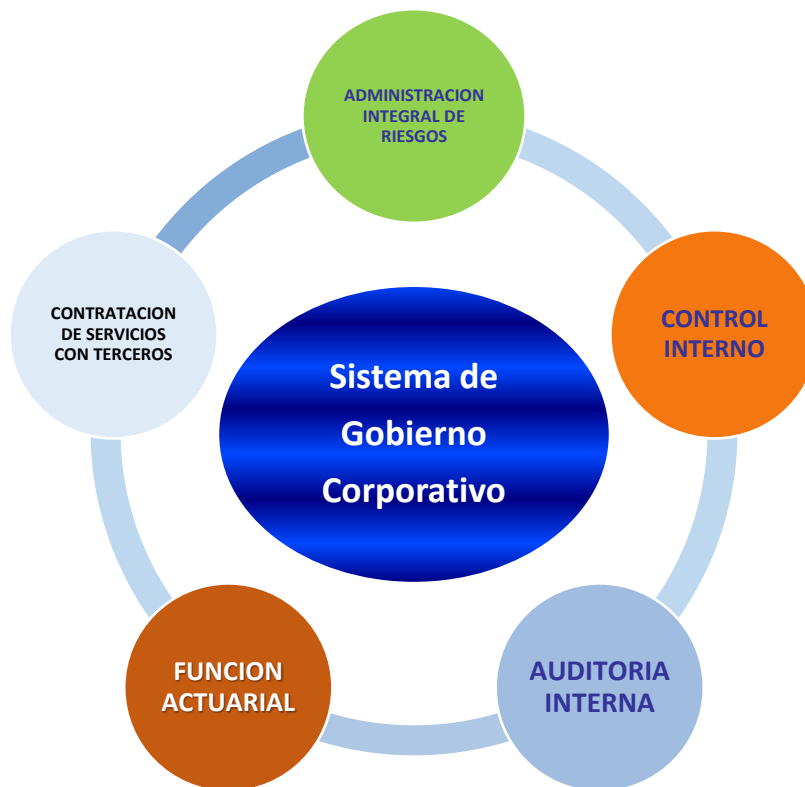 ADMINISTRACION
INTEGRAL DE
RIESGOS
CONTRATACION
DE SERVICIOS
CON TERCEROS
CONTROL
INTERNO
Sistema de
Gobierno
Corporativo
FUNCION
ACTUARIAL
AUDITORIA
INTERNA